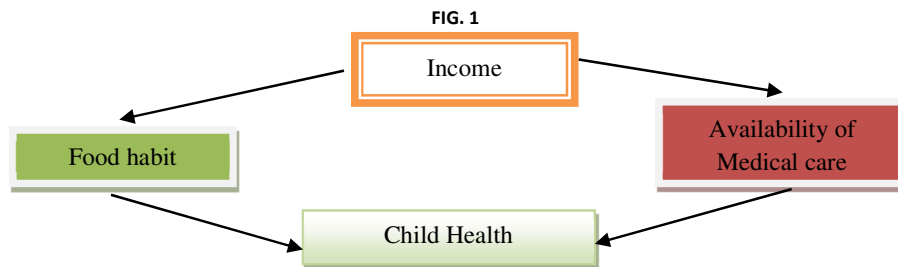 FIG. 1
Income
Food habit
Availability of
Medical care
Child Health